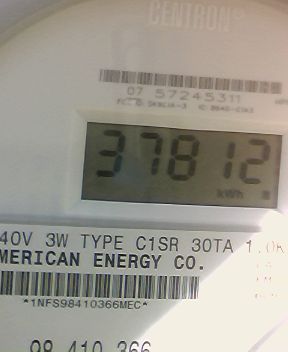 CENTRON®
07 57245311
37812
kWh
40V 3W TYPE C1SR 30TA 1.0K
MERICAN ENERGY CO.
*1NFS98410366MEC*
98 410 366